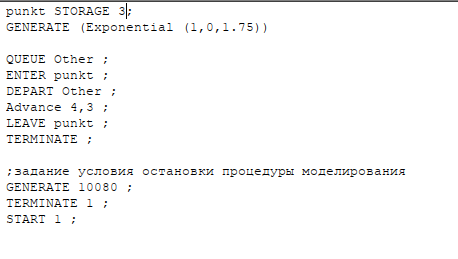 punkt STORAGE 3;
GENERATE (Exponential (1,0,1.75))
QUEUE Other ;
ENTER punkt ;
DEPART Other ;
Advance 4,3 ;
LEAVE punkt ;
TERMINATE ;
;задание условия остановки процедуры моделирования
GENERATE 10080 ;
TERMINATE 1 ;
START 1 ;